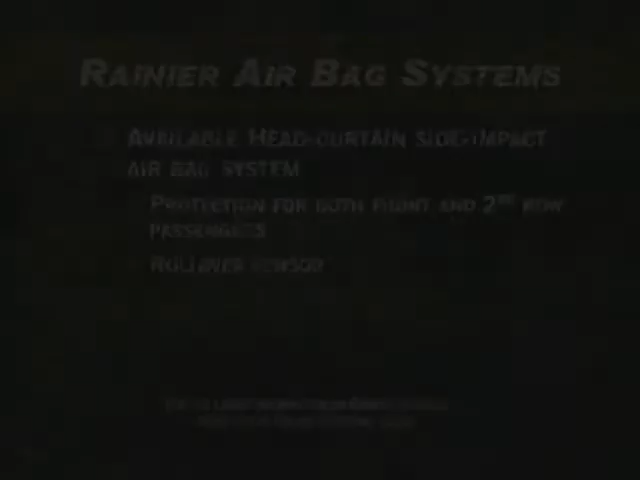 RAINIER AIR BAG SYSTEMS
AVAILABLE HEAD-CURTAIN SIDE-IMPACT
AIR BAG SYSTEM
PROTECTION FOR BOTH FRONT AND 2ND ROW
PASSENGERS
ROLLOVER SENSOR